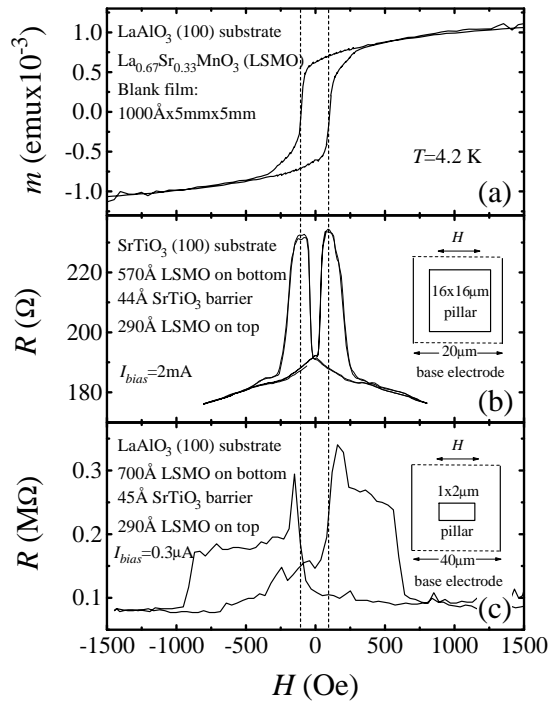 m (emux10-3)
1.0
0.5
0.0
-0.5
-1.0
LaAlO3 (100) substrate
La0.67Sr0.33MnO3 (LSMO)
Blank film:
1000Åx5mmx5mm
T=4.2 K
(a)
R (Ω)
220
200
180
SrTiO3 (100) substrate
570Å LSMO on bottom
44Å SrTiO3 barrier
290Å LSMO on top
Ibias=2mA
H
16x16μm
pillar
20μm
base electrode
(b)
R (MΩ)
0.3
0.2
0.1
LaAlO3 (100) substrate
700Å LSMO on bottom
45Å SrTiO3 barrier
290Å LSMO on top
Ibias=0.3μA
H
1x2μm
pillar
40μm
base electrode
(c)
-1500 -1000 -500 0 500 1000 1500
H (Oe)